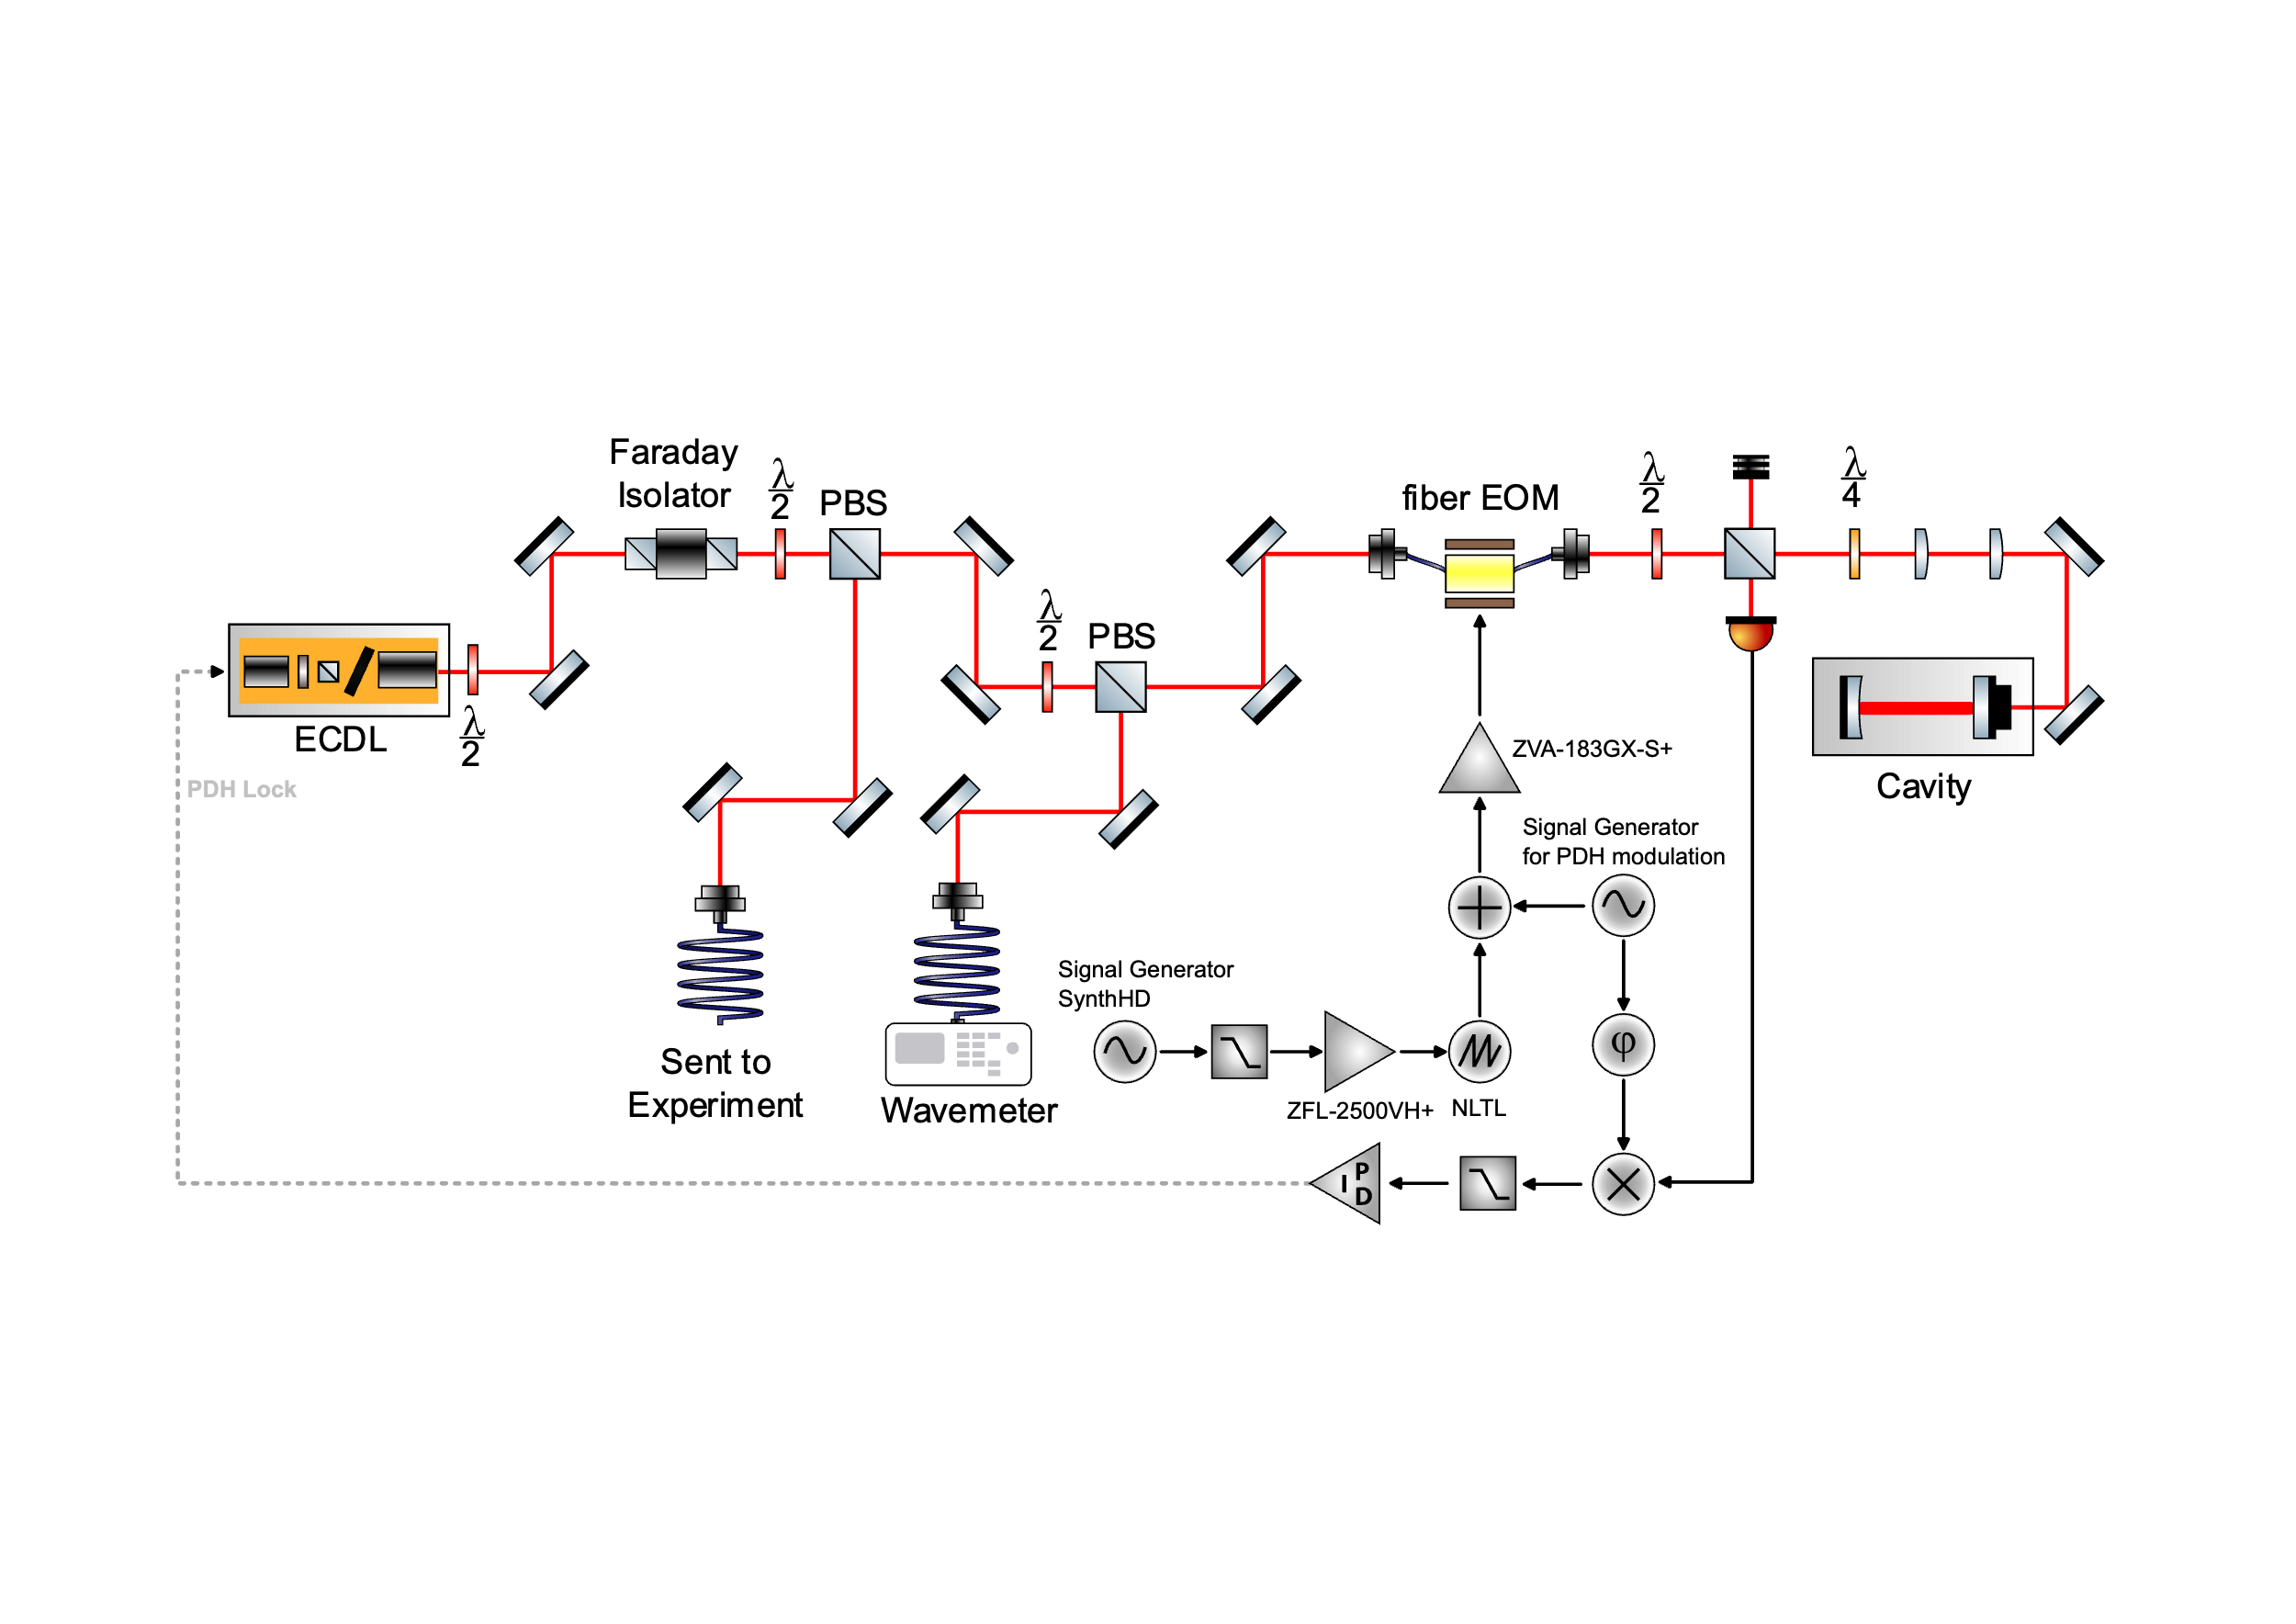 Faraday
Isolator
λ
2
PBS
fiber EOM
λ
2
λ
4
λ
2
PBS
ECDL
λ
2
PDH Lock
ZVA-183GX-S+
Cavity
Signal Generator
for PDH modulation
Signal Generator
SynthHD
φ
Sent to
Experiment
Wavemeter
ZFL-2500VH+
NLTL
P
I
D